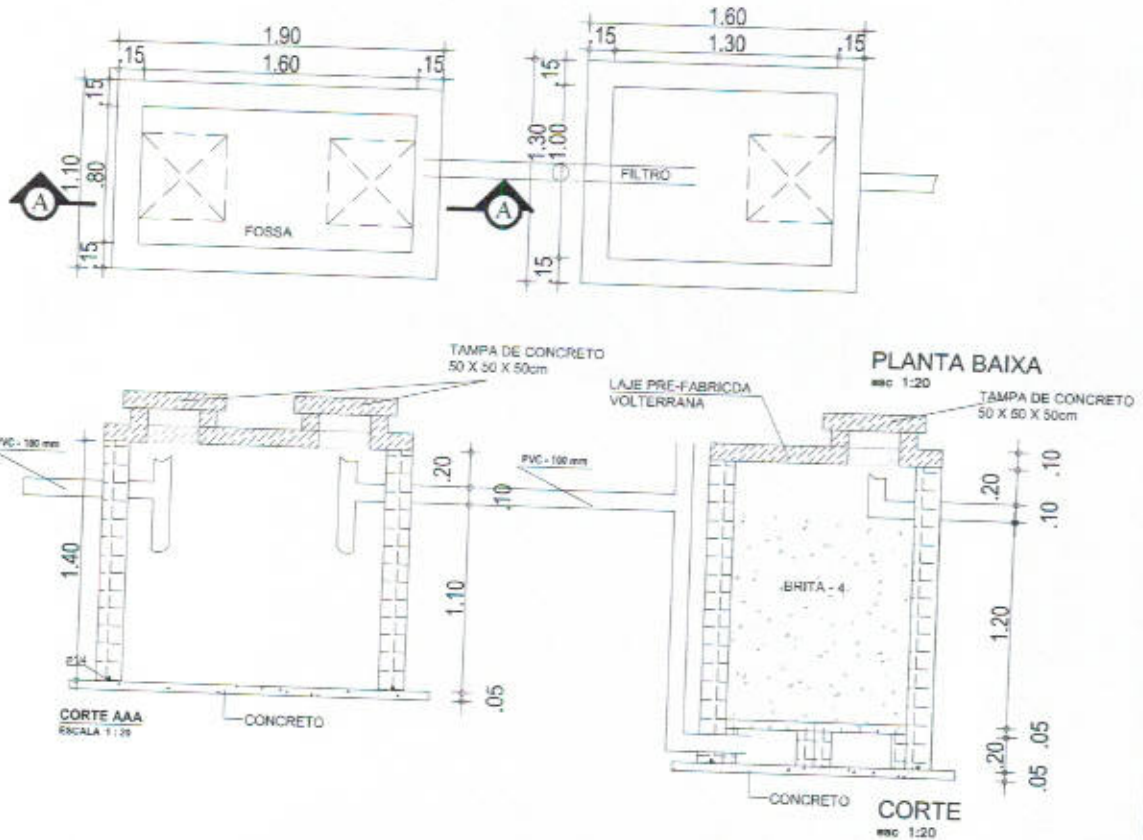 1.90
.15
1.60
.15
.15
1.10
.80
.15
A
FOSSA
A
1.60
.15
1.30
.15
.15
1.30
1.00
.15
FILTRO
PLANTA BAIXA
esc 1:20
TAMPA DE CONCRETO
50 X 50 X 50cm
PVC - 100 mm
1.40
.20
.10
1.10
.05
CORTE AAA
ESCALA 1:20
CONCRETO
PVC - 100 mm
LAJE PRE-FABRICDA
VOLTERRANA
TAMPA DE CONCRETO
50 X 50 X 50cm
BRITA - 4
.10
.20
.10
1.20
.05
.20
.05
CONCRETO
CORTE
esc 1:20